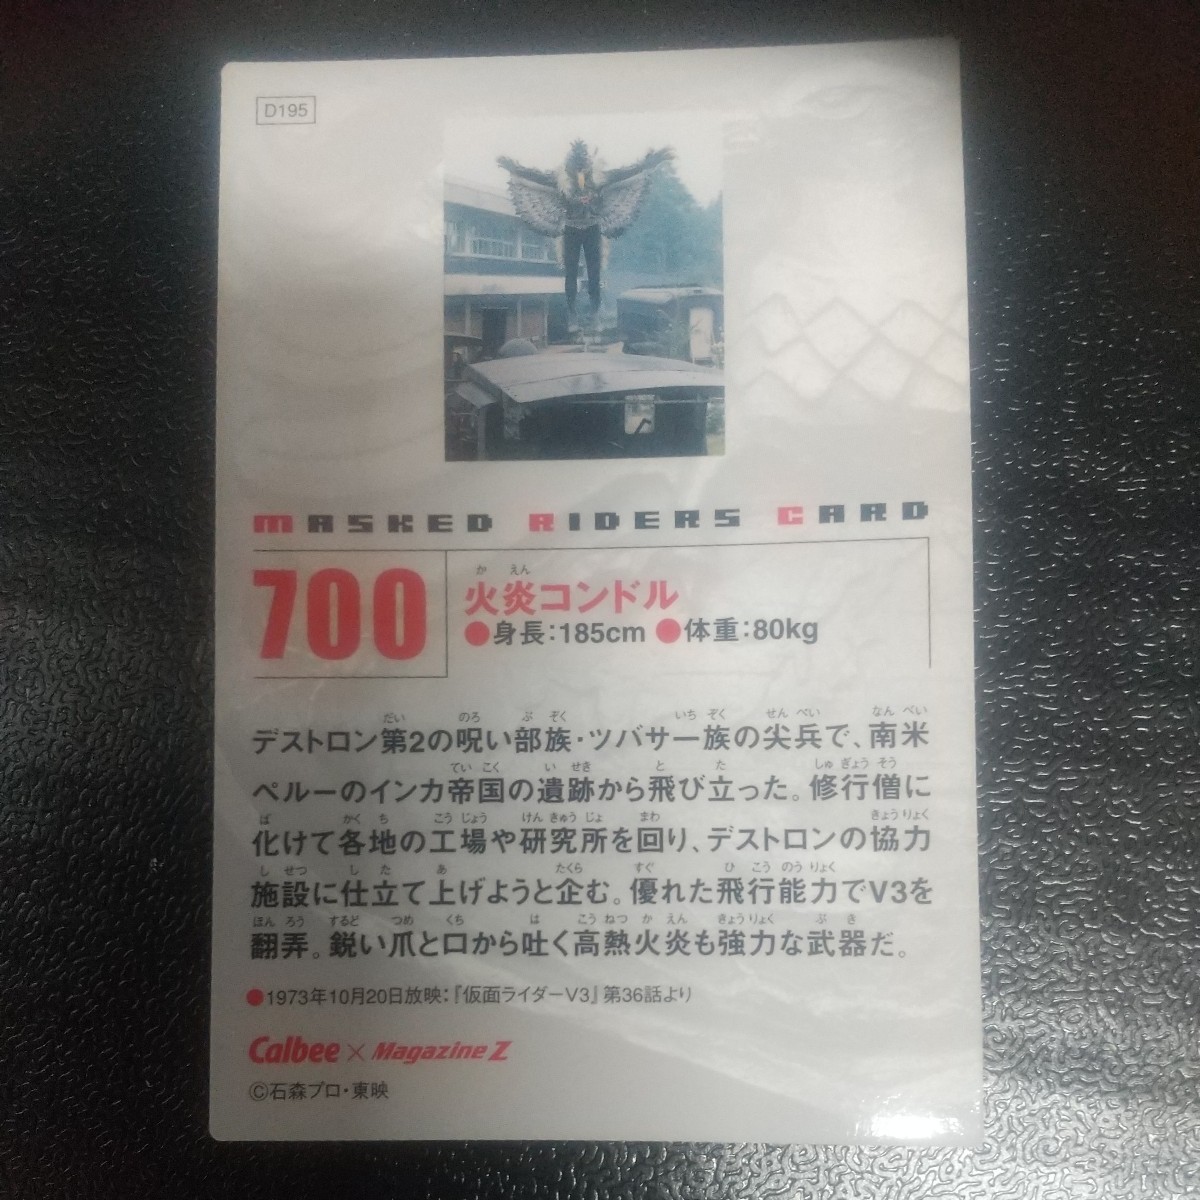 D195
MASKED RIDERS CARD
700
かえん
火炎コンドル
●身長:185cm ●体重:80kg
だい のろ ぶぞく いちぞく せんぺい なんべい
デストロン第2の呪い部族・ツバサ一族の尖兵で、南米
ていこく いせき と た しゅぎょうそう
ペルーのインカ帝国の遺跡から飛び立った。修行僧に
ば かくち こうじょう けんきゅうじょ まわ きょうりょく
化けて各地の工場や研究所を回り、デストロンの協力
しせつ した あ たくら すぐ ひこうのうりょく
施設に仕立て上げようと企む。優れた飛行能力でV3を
ほんろう するど つめ くち は こうねつかえん きょうりょく ぶき
翻弄。鋭い爪と口から吐く高熱火炎も強力な武器だ。
●1973年10月20日放映:『仮面ライダーV3』第36話より
Calbee × Magazine Z
©石森プロ・東映